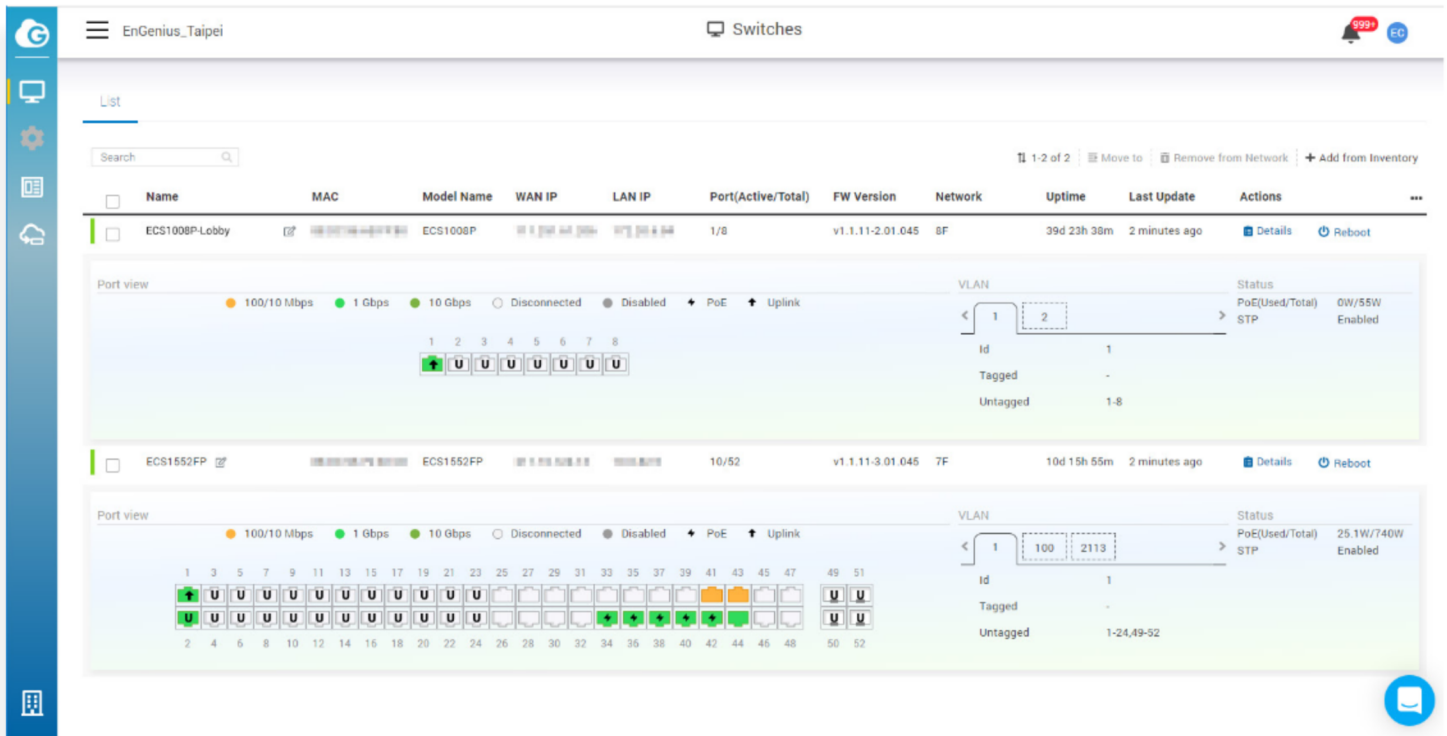 G EnGenius_Taipei Switches 999+ EC
List
Search 1-2 of 2 Move to Remove from Network + Add from Inventory
Name MAC Model Name WAN IP LAN IP Port(Active/Total) FW Version Network Uptime Last Update Actions •••
ECS1008P-Lobby ECS1008P 1/8 v1.1.11-2.01.045 8F 39d 23h 38m 2 minutes ago Details Reboot
Port view VLAN Status
100/10 Mbps 1 Gbps 10 Gbps Disconnected Disabled PoE Uplink PoE(Used/Total) 0W/55W
< 1 2 > STP Enabled
1 2 3 4 5 6 7 8
Id 1
U U U U U U U
Tagged -
Untagged 1-8
ECS1552FP ECS1552FP 10/52 v1.1.11-3.01.045 7F 10d 15h 55m 2 minutes ago Details Reboot
Port view VLAN Status
100/10 Mbps 1 Gbps 10 Gbps Disconnected Disabled PoE Uplink PoE(Used/Total) 25.1W/740W
< 1 100 2113 > STP Enabled
1 3 5 7 9 11 13 15 17 19 21 23 25 27 29 31 33 35 37 39 41 43 45 47 49 51
Id 1
U U U U U U U U U U U U U
Tagged -
U U U U U U U U U U U U U U
Untagged 1-24,49-52
2 4 6 8 10 12 14 16 18 20 22 24 26 28 30 32 34 36 38 40 42 44 46 48 50 52